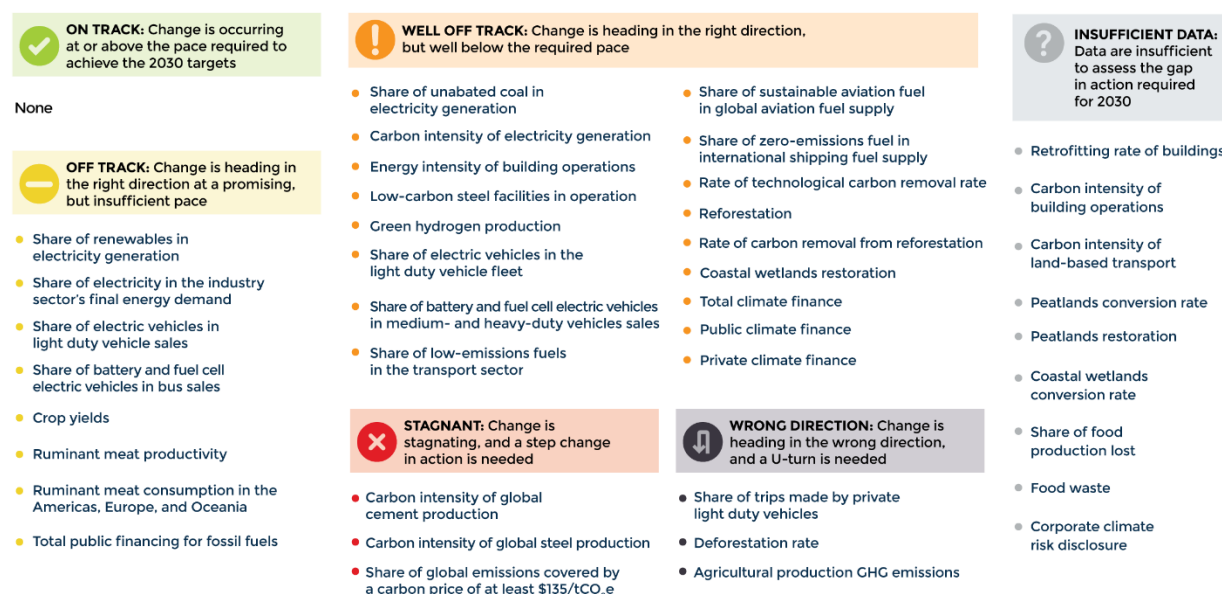 ON TRACK: Change is occurring
at or above the pace required to
achieve the 2030 targets
None
OFF TRACK: Change is heading in
the right direction at a promising,
but insufficient pace
Share of renewables in
electricity generation
Share of electricity in the industry
sector's final energy demand
Share of electric vehicles in
light duty vehicle sales
Share of battery and fuel cell
electric vehicles in bus sales
Crop yields
Ruminant meat productivity
Ruminant meat consumption in the
Americas, Europe, and Oceania
Total public financing for fossil fuels
WELL OFF TRACK: Change is heading in the right direction,
but well below the required pace
Share of unabated coal in
electricity generation
Carbon intensity of electricity generation
Energy intensity of building operations
Low-carbon steel facilities in operation
Green hydrogen production
Share of electric vehicles in the
light duty vehicle fleet
Share of battery and fuel cell electric vehicles
in medium- and heavy-duty vehicles sales
Share of low-emissions fuels
in the transport sector
Share of sustainable aviation fuel
in global aviation fuel supply
Share of zero-emissions fuel in
international shipping fuel supply
Rate of technological carbon removal rate
Reforestation
Rate of carbon removal from reforestation
Coastal wetlands restoration
Total climate finance
Public climate finance
Private climate finance
STAGNANT: Change is
stagnating, and a step change
in action is needed
Carbon intensity of global
cement production
Carbon intensity of global steel production
Share of global emissions covered by
a carbon price of at least $135/tCO₂e
WRONG DIRECTION: Change is
heading in the wrong direction,
and a U-turn is needed
Share of trips made by private
light duty vehicles
Deforestation rate
Agricultural production GHG emissions
INSUFFICIENT DATA:
Data are insufficient
to assess the gap
in action required
for 2030
Retrofitting rate of buildings
Carbon intensity of
building operations
Carbon intensity of
land-based transport
Peatlands conversion rate
Peatlands restoration
Coastal wetlands
conversion rate
Share of food
production lost
Food waste
Corporate climate
risk disclosure